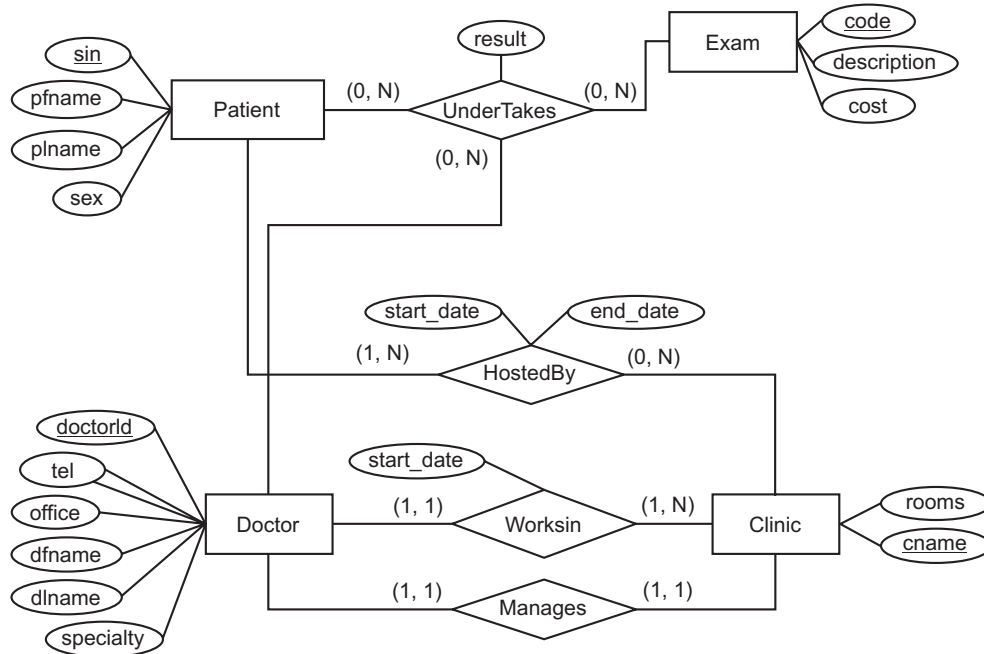 code
result
sin
Exam
description
pfname
Patient
(0, N)
UnderTakes
(0, N)
cost
plname
(0, N)
sex
start_date
end_date
(1, N)
HostedBy
(0, N)
doctorId
start_date
tel
office
Doctor
(1, 1)
Worksin
(1, N)
Clinic
rooms
dfname
cname
dlname
(1, 1)
Manages
(1, 1)
specialty